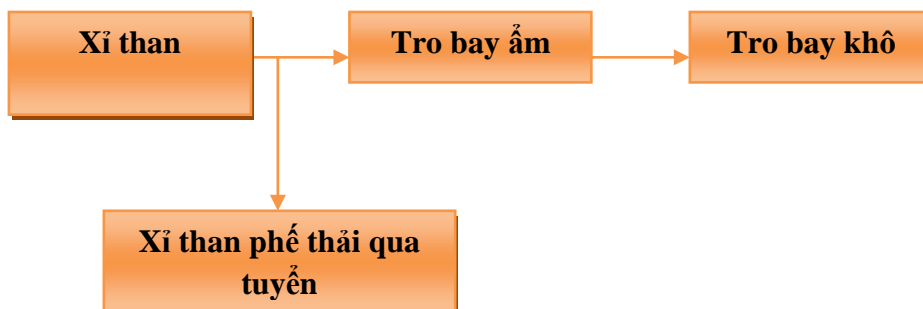 Xỉ than
Tro bay ẩm
Tro bay khô
Xỉ than phế thải qua
tuyển